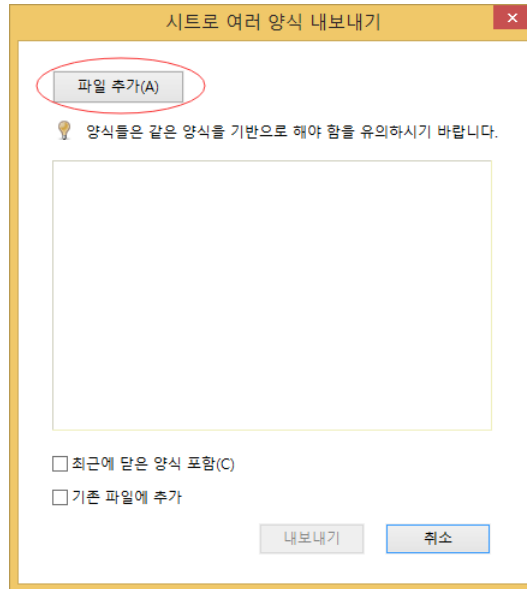 시트로 여러 양식 내보내기
파일 추가(A)
양식들은 같은 양식을 기반으로 해야 함을 유의하시기 바랍니다.
최근에 닫은 양식 포함(C)
기존 파일에 추가
내보내기 취소